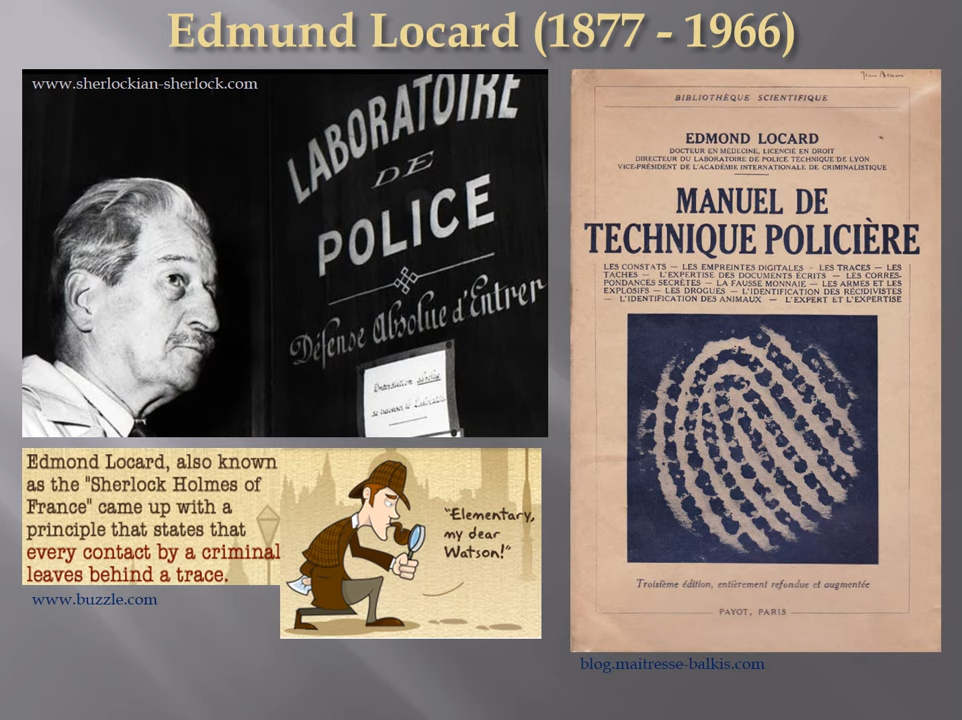 Edmund Locard (1877 - 1966)
www.sherlockian-sherlock.com
LABORATOIRE
DE
POLICE
Défense Absolue d'Entrer
Edmond Locard, also known
as the "Sherlock Holmes of
France" came up with a
principle that states that
every contact by a criminal
leaves behind a trace.
"Elementary,
my dear
Watson!"
www.buzzle.com
BIBLIOTHÈQUE SCIENTIFIQUE
EDMOND LOCARD
DOCTEUR EN MÉDECINE, LICENCIÉ EN DROIT
DIRECTEUR DU LABORATOIRE DE POLICE TECHNIQUE DE LYON
VICE-PRÉSIDENT DE L'ACADÉMIE INTERNATIONALE DE CRIMINALISTIQUE
MANUEL DE
TECHNIQUE POLICIÈRE
LES CONSTATS — LES EMPREINTES DIGITALES — LES TRACES — LES
TACHES — L'EXPERTISE DES DOCUMENTS ÉCRITS — LES CORRES-
PONDANCES SECRÈTES — LA FAUSSE MONNAIE — LES ARMES ET LES
EXPLOSIFS — LES DROGUES — L'IDENTIFICATION DES RÉCIDIVISTES
— L'IDENTIFICATION DES ANIMAUX — L'EXPERT ET L'EXPERTISE
Troisième édition, entièrement refondue et augmentée
PAYOT, PARIS
blog.maitresse-balkis.com